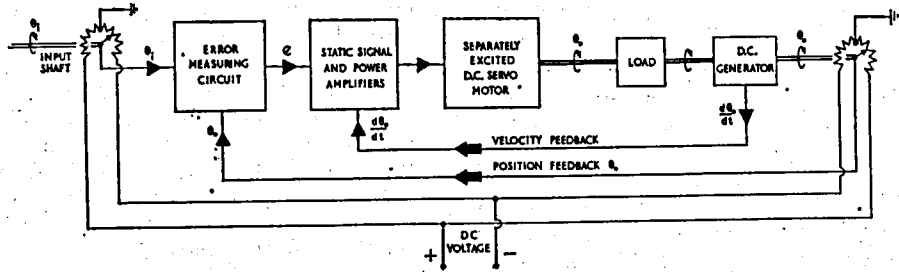 θᵢ
INPUT
SHAFT
θᵢ
ERROR
MEASURING
CIRCUIT
e
STATIC SIGNAL
AND POWER
AMPLIFIERS
SEPARATELY
EXCITED
D.C. SERVO
MOTOR
θₒ
LOAD
D.C.
GENERATOR
θₒ
θₒ
dθₒ
dt
VELOCITY FEEDBACK
dθₒ
dt
POSITION FEEDBACK θₒ
+
DC
VOLTAGE
−